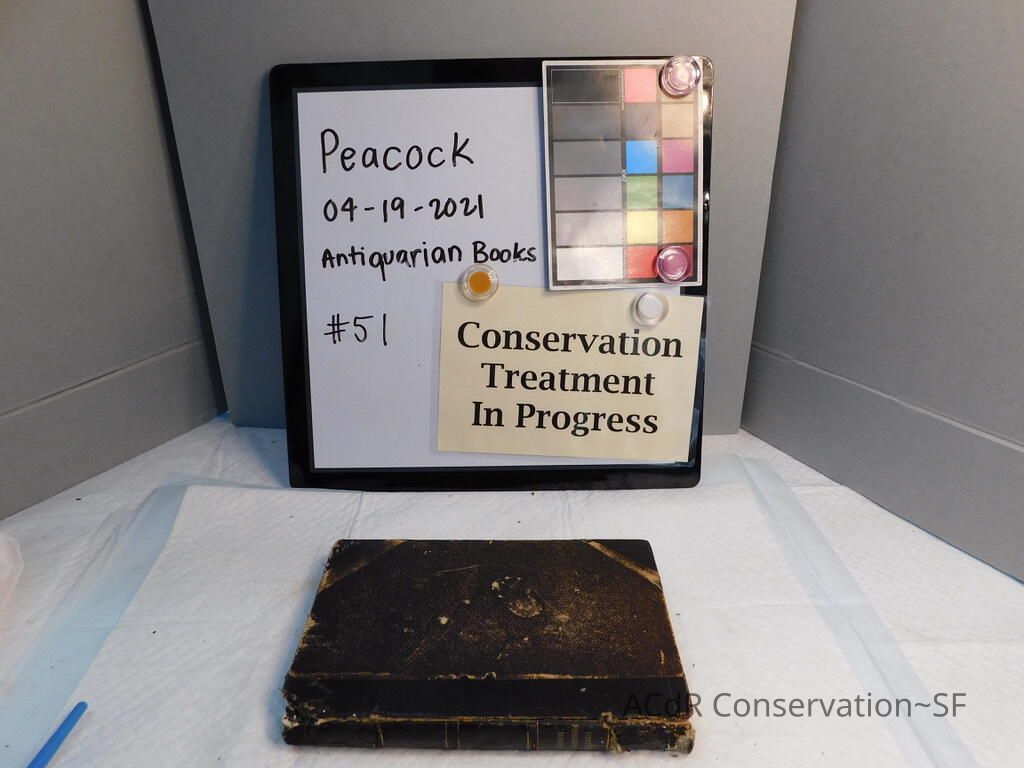 Peacock
04-19-2021
Antiquarian Books
#51
Conservation
Treatment
In Progress
ACdR Conservation~SF